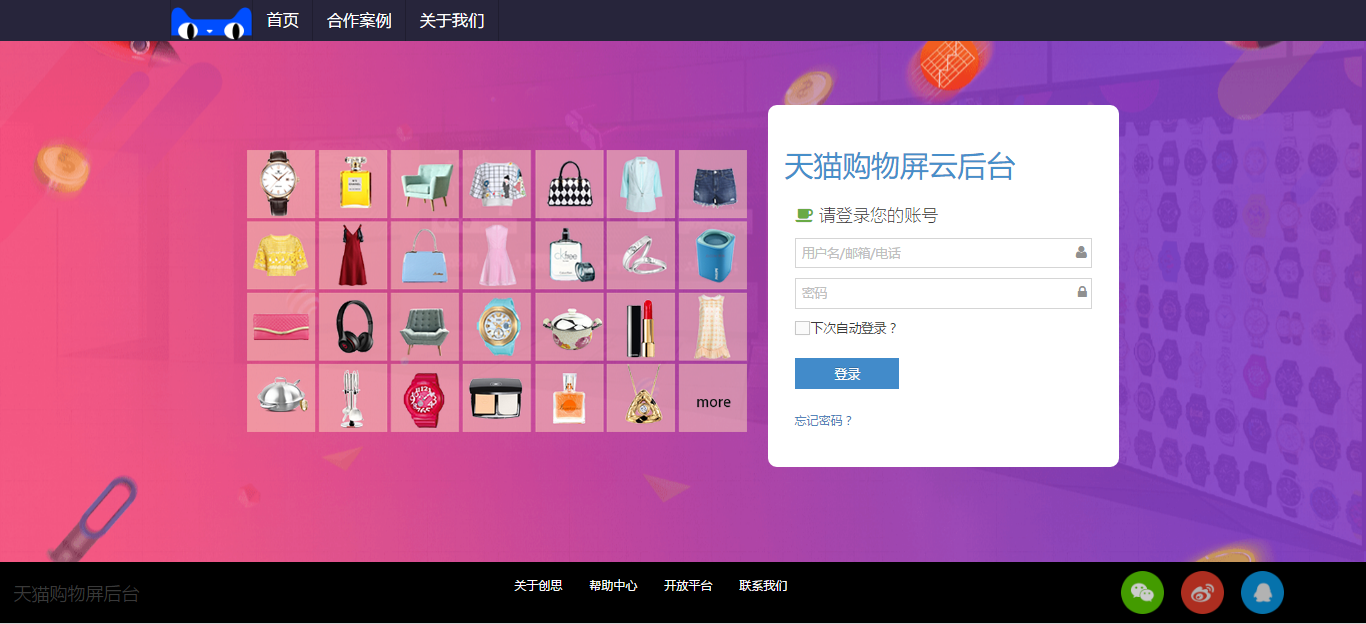 首页 合作案例 关于我们
天猫购物屏云后台
请登录您的账号
用户名/邮箱/电话
密码
下次自动登录？
登录
忘记密码？
more
天猫购物屏后台
关于创思 帮助中心 开放平台 联系我们